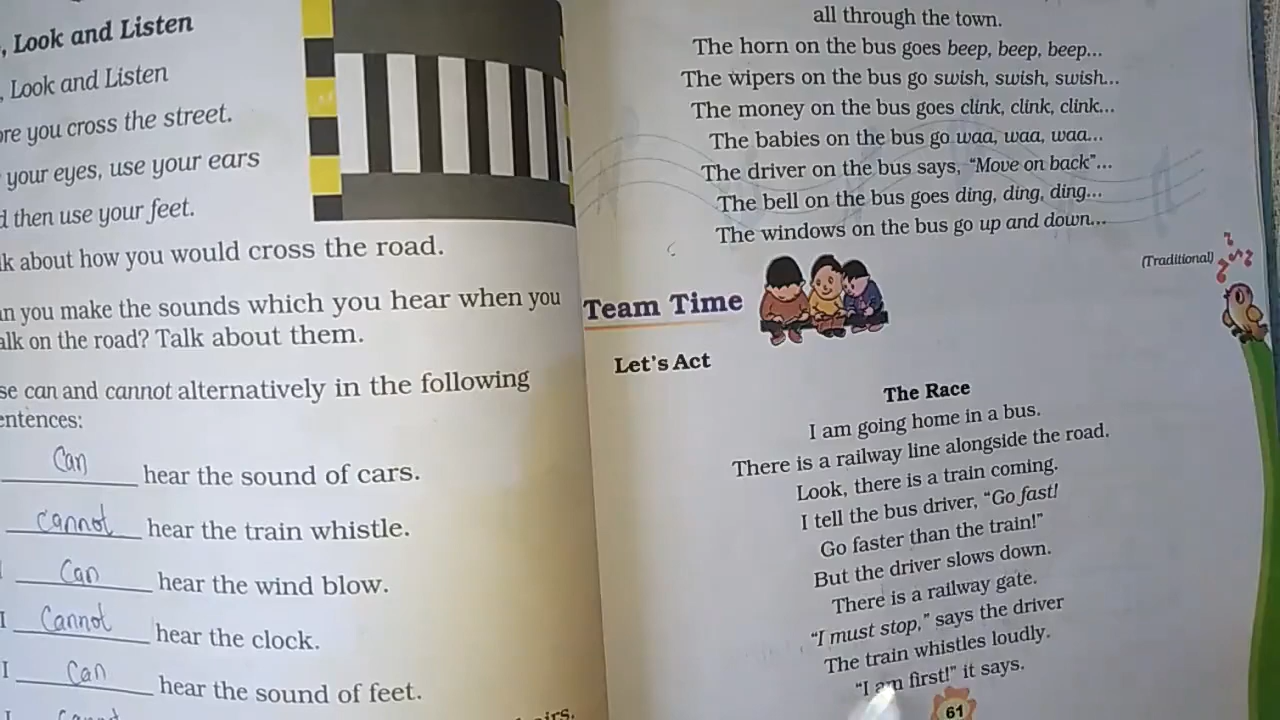 , Look and Listen
, Look and Listen
ore you cross the street.
your eyes, use your ears
d then use your feet.
lk about how you would cross the road.
an you make the sounds which you hear when you
alk on the road? Talk about them.
se can and cannot alternatively in the following
entences:
Can hear the sound of cars.
cannot hear the train whistle.
I Can hear the wind blow.
I Cannot hear the clock.
I Can hear the sound of feet.
I
all through the town.
The horn on the bus goes beep, beep, beep...
The wipers on the bus go swish, swish, swish...
The money on the bus goes clink, clink, clink...
The babies on the bus go waa, waa, waa...
The driver on the bus says, “Move on back”...
The bell on the bus goes ding, ding, ding...
The windows on the bus go up and down...
(Traditional)
Team Time
Let's Act
The Race
I am going home in a bus.
There is a railway line alongside the road.
Look, there is a train coming.
I tell the bus driver, “Go fast!
Go faster than the train!”
But the driver slows down.
There is a railway gate.
“I must stop,” says the driver
The train whistles loudly.
“I am first!” it says.
61